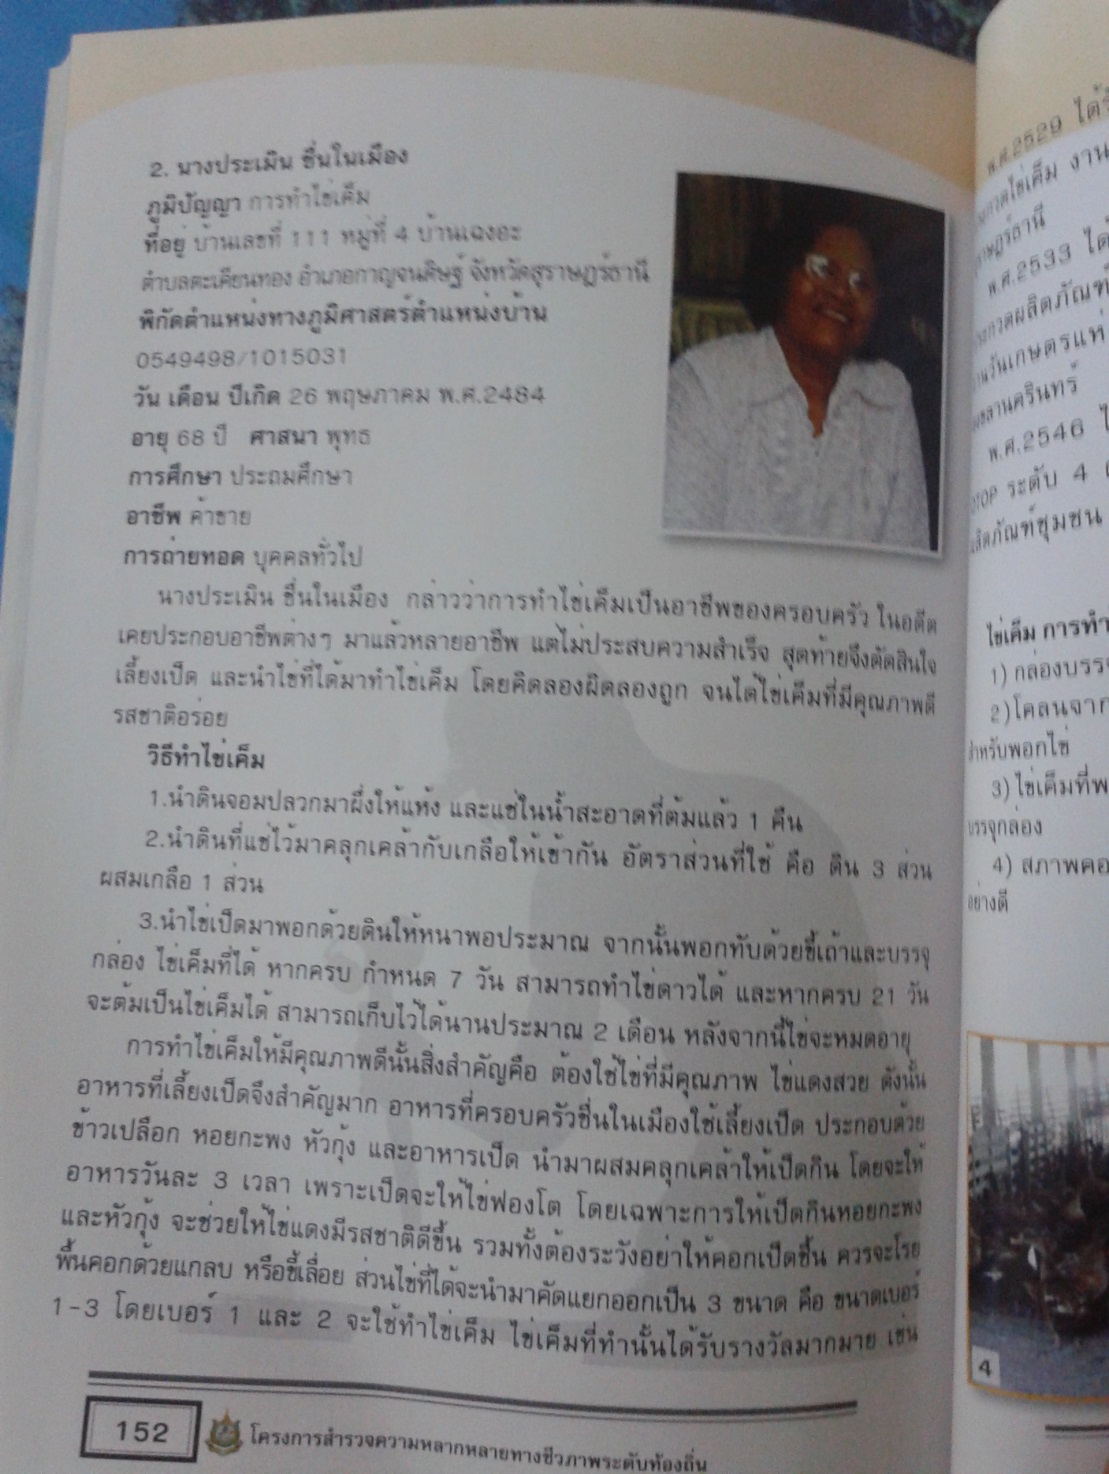 2. นางประเมิน ชื่นในเมือง
ภูมิปัญญา การทำไข่เค็ม
ที่อยู่ บ้านเลขที่ 111 หมู่ที่ 4 บ้านเฉงอะ
ตำบลตะเคียนทอง อำเภอกาญจนดิษฐ์ จังหวัดสุราษฎร์ธานี
พิกัดตำแหน่งทางภูมิศาสตร์ตำแหน่งบ้าน
0549498/1015031
วัน เดือน ปีเกิด 26 พฤษภาคม พ.ศ.2484
อายุ 68 ปี ศาสนา พุทธ
การศึกษา ประถมศึกษา
อาชีพ ค้าขาย
การถ่ายทอด บุคคลทั่วไป
นางประเมิน ชื่นในเมือง กล่าวว่าการทำไข่เค็มเป็นอาชีพของครอบครัว ในอดีต
เคยประกอบอาชีพต่างๆ มาแล้วหลายอาชีพ แต่ไม่ประสบความสำเร็จ สุดท้ายจึงตัดสินใจ
เลี้ยงเป็ด และนำไข่ที่ได้มาทำไข่เค็ม โดยคิดลองผิดลองถูก จนได้ไข่เค็มที่มีคุณภาพดี
รสชาติอร่อย
วิธีทำไข่เค็ม
1.นำดินจอมปลวกมาผึ่งให้แห้ง และแช่ในน้ำสะอาดที่ต้มแล้ว 1 คืน
2.นำดินที่แช่ไว้มาคลุกเคล้ากับเกลือให้เข้ากัน อัตราส่วนที่ใช้ คือ ดิน 3 ส่วน
ผสมเกลือ 1 ส่วน
3.นำไข่เป็ดมาพอกด้วยดินให้หนาพอประมาณ จากนั้นพอกทับด้วยขี้เถ้าและบรรจุ
กล่อง ไข่เค็มที่ได้ หากครบ กำหนด 7 วัน สามารถทำไข่ดาวได้ และหากครบ 21 วัน
จะต้มเป็นไข่เค็มได้ สามารถเก็บไว้ได้นานประมาณ 2 เดือน หลังจากนี้ไข่จะหมดอายุ
การทำไข่เค็มให้มีคุณภาพดีนั้นสิ่งสำคัญคือ ต้องใช้ไข่ที่มีคุณภาพ ไข่แดงสวย ดังนั้น
อาหารที่เลี้ยงเป็ดจึงสำคัญมาก อาหารที่ครอบครัวชื่นในเมืองใช้เลี้ยงเป็ด ประกอบด้วย
ข้าวเปลือก หอยกะพง หัวกุ้ง และอาหารเป็ด นำมาผสมคลุกเคล้าให้เป็ดกิน โดยจะให้
อาหารวันละ 3 เวลา เพราะเป็ดจะให้ไข่ฟองโต โดยเฉพาะการให้เป็ดกินหอยกะพง
และหัวกุ้ง จะช่วยให้ไข่แดงมีรสชาติดีขึ้น รวมทั้งต้องระวังอย่าให้คอกเป็ดชื้น ควรจะโรย
พื้นคอกด้วยแกลบ หรือขี้เลื่อย ส่วนไข่ที่ได้จะนำมาคัดแยกออกเป็น 3 ขนาด คือ ขนาดเบอร์
1-3 โดยเบอร์ 1 และ 2 จะใช้ทำไข่เค็ม ไข่เค็มที่ทำนั้นได้รับรางวัลมากมาย เช่น
152
โครงการสำรวจความหลากหลายทางชีวภาพระดับท้องถิ่น
พ.ศ.2529
ไข่เค็ม งาน
พ.ศ.2533 ได้
พ.ศ.2546
OTOP ระดับ 4
ผลิตภัณฑ์ชุมชน
ไข่เค็ม การทำ
1) กล่องบรรจ
2) โคลนจาก
สำหรับพอกไข่
3) ไข่เค็มที่พ
บรรจุกล่อง
4) สภาพคอ
อย่างดี
4